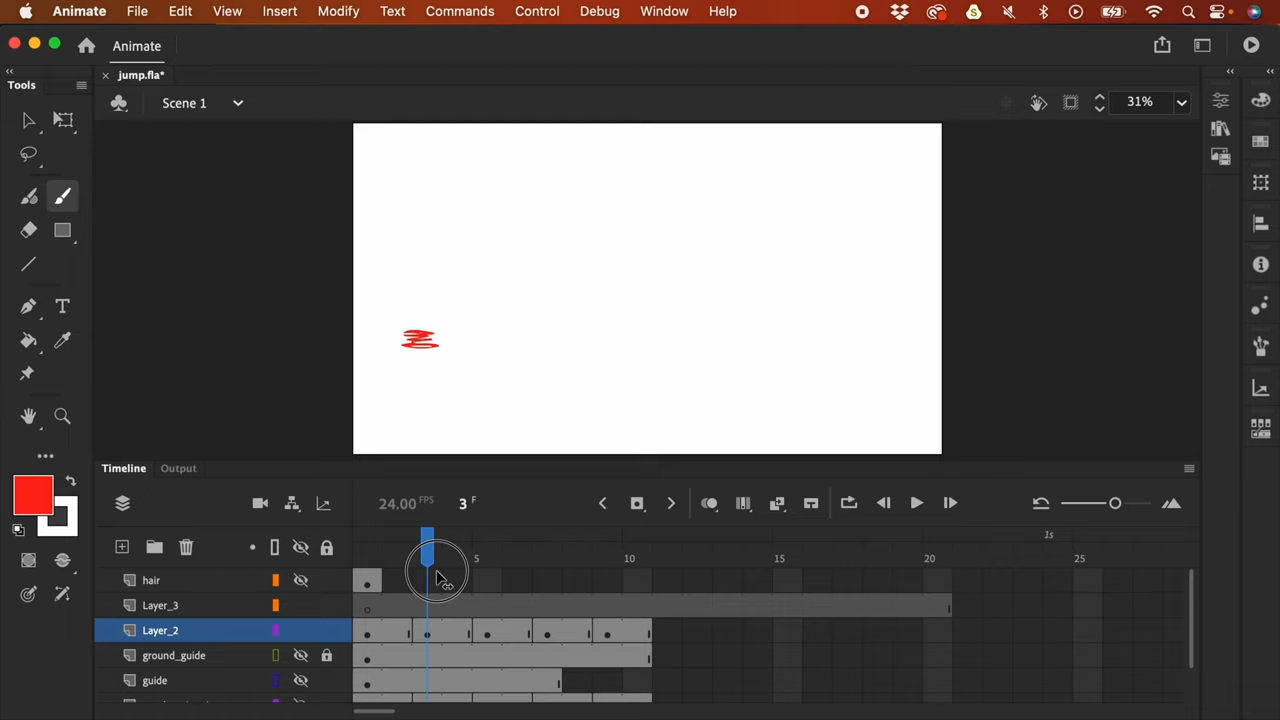 Animate File Edit View Insert Modify Text Commands Control Debug Window Help
Animate
Tools
jump.fla*
Scene 1
31%
Timeline Output
24.00 FPS 3 F
1s
5 10 15 20 25
hair
Layer_3
Layer_2
ground_guide
guide